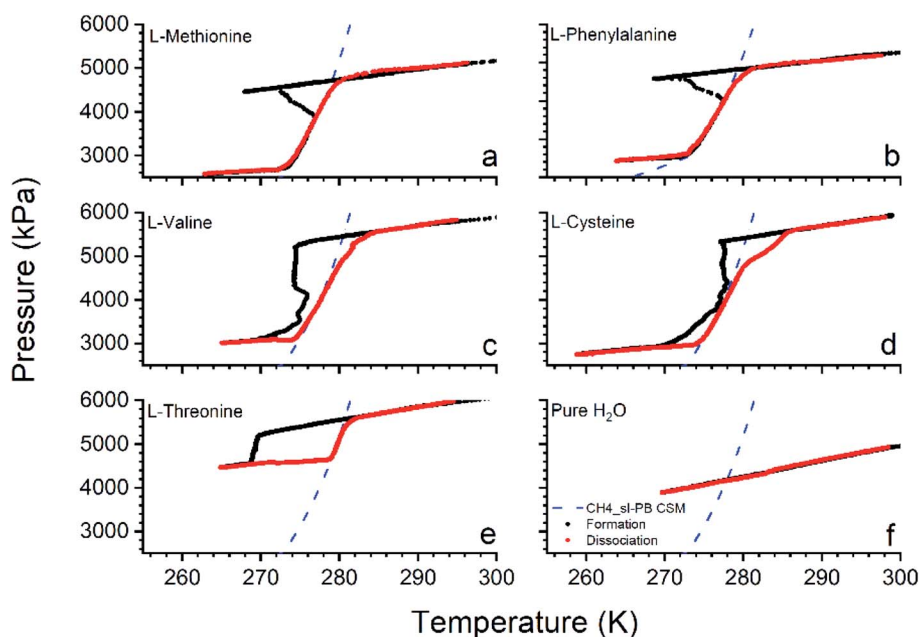 Pressure (kPa)
6000
5000
4000
3000
L-Methionine
a
L-Phenylalanine
b
6000
5000
4000
3000
L-Valine
c
L-Cysteine
d
6000
5000
4000
3000
L-Threonine
e
Pure H₂O
CH4_sI-PB CSM
Formation
Dissociation
f
260 270 280 290 300 260 270 280 290 300
Temperature (K)